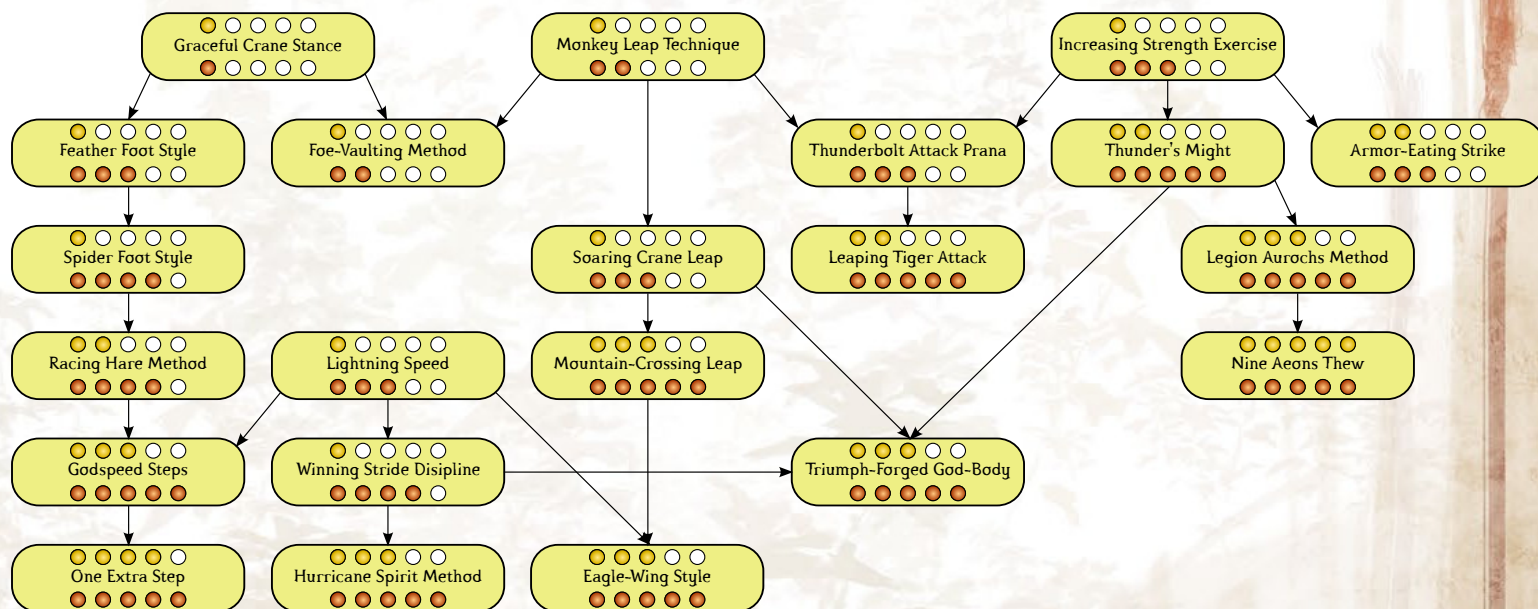 Graceful Crane Stance
Monkey Leap Technique
Increasing Strength Exercise
Feather Foot Style
Foe-Vaulting Method
Thunderbolt Attack Prana
Thunder's Might
Armor-Eating Strike
Spider Foot Style
Soaring Crane Leap
Leaping Tiger Attack
Legion Aurochs Method
Racing Hare Method
Lightning Speed
Mountain-Crossing Leap
Nine Aeons Thew
Godspeed Steps
Winning Stride Disipline
Triumph-Forged God-Body
One Extra Step
Hurricane Spirit Method
Eagle-Wing Style